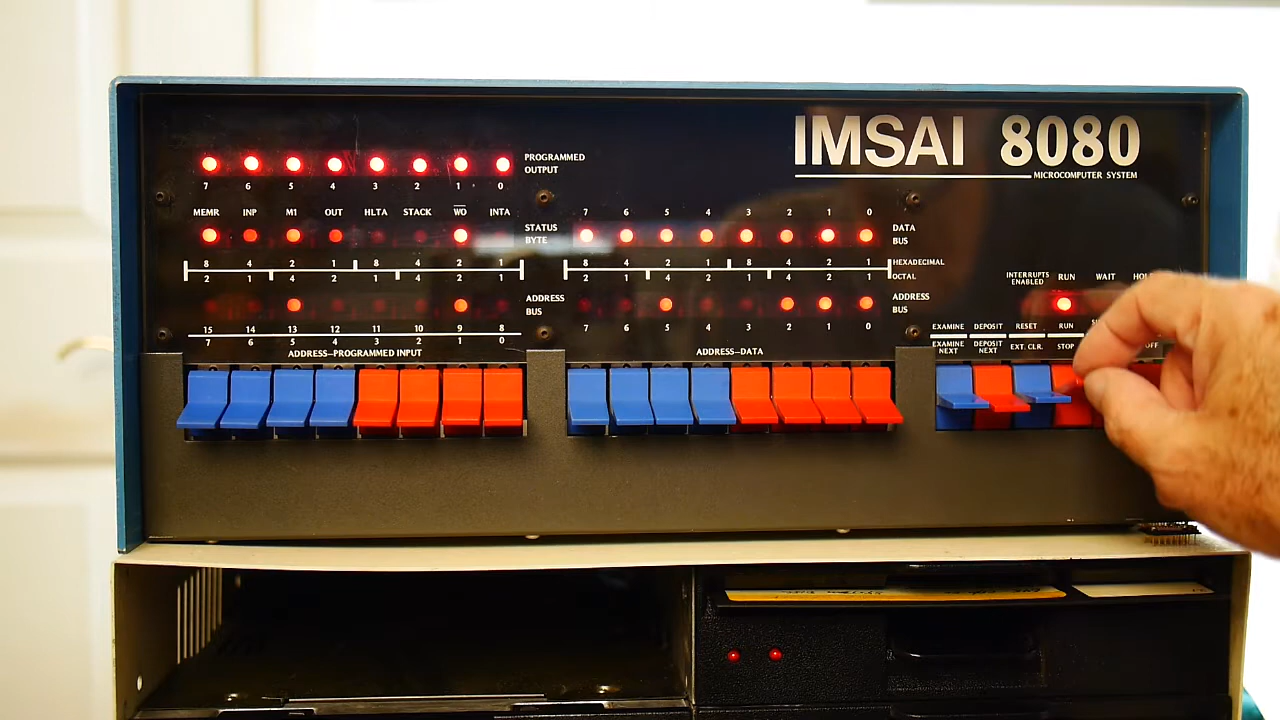 IMSAI 8080
MICROCOMPUTER SYSTEM
PROGRAMMED
OUTPUT
7 6 5 4 3 2 1 0
MEMR INP M1 OUT HLTA STACK WO INTA
STATUS
BYTE
7 6 5 4 3 2 1 0
DATA
BUS
8 4 2 1 8 4 2 1
4 2 1 4 2 1 4 2 1
8 4 2 1 8 4 2 1
2 1 4 2 1 4 2 1
HEXADECIMAL
OCTAL
ADDRESS
BUS
15 14 13 12 11 10 9 8
7 6 5 4 3 2 1 0
ADDRESS—PROGRAMMED INPUT
7 6 5 4 3 2 1 0
ADDRESS
BUS
ADDRESS—DATA
INTERRUPTS
ENABLED
RUN WAIT
EXAMINE DEPOSIT RESET RUN
EXAMINE
NEXT
DEPOSIT
NEXT
EXT. CLR. STOP